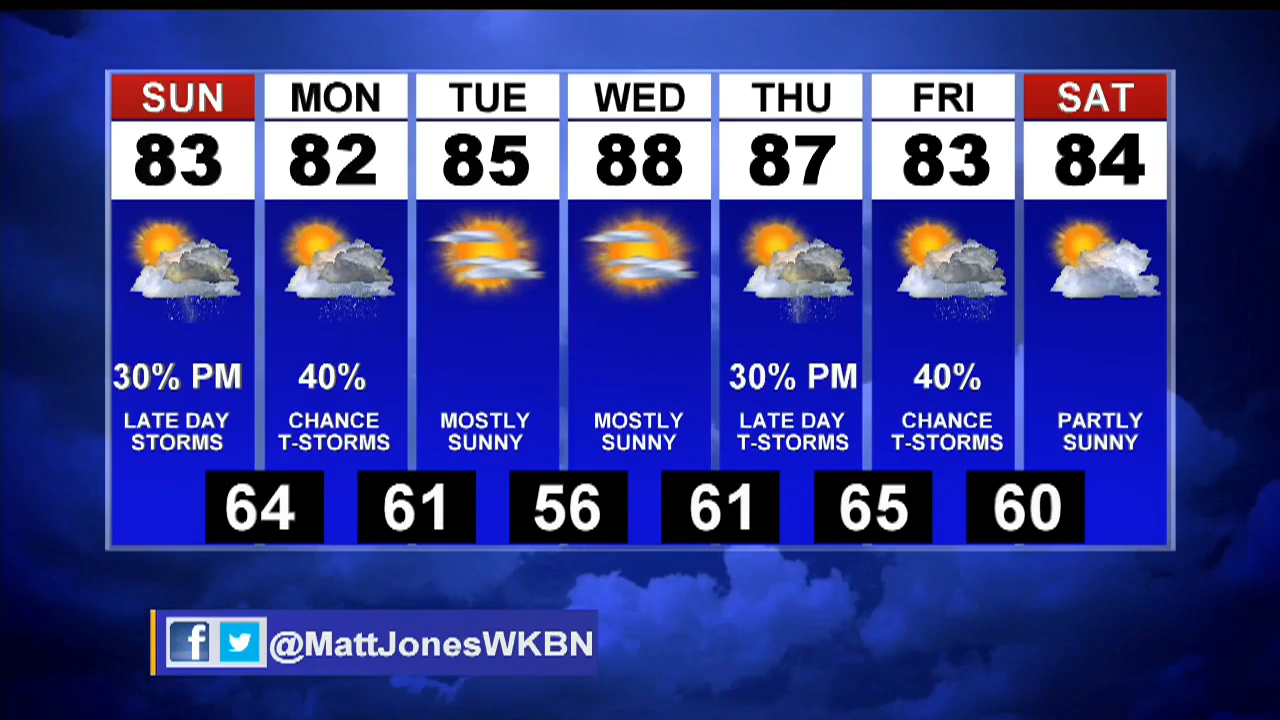 SUN MON TUE WED THU FRI SAT
83 82 85 88 87 83 84
30% PM 40% 30% PM 40%
LATE DAY CHANCE MOSTLY MOSTLY LATE DAY CHANCE PARTLY
STORMS T-STORMS SUNNY SUNNY T-STORMS T-STORMS SUNNY
64 61 56 61 65 60
f @MattJonesWKBN